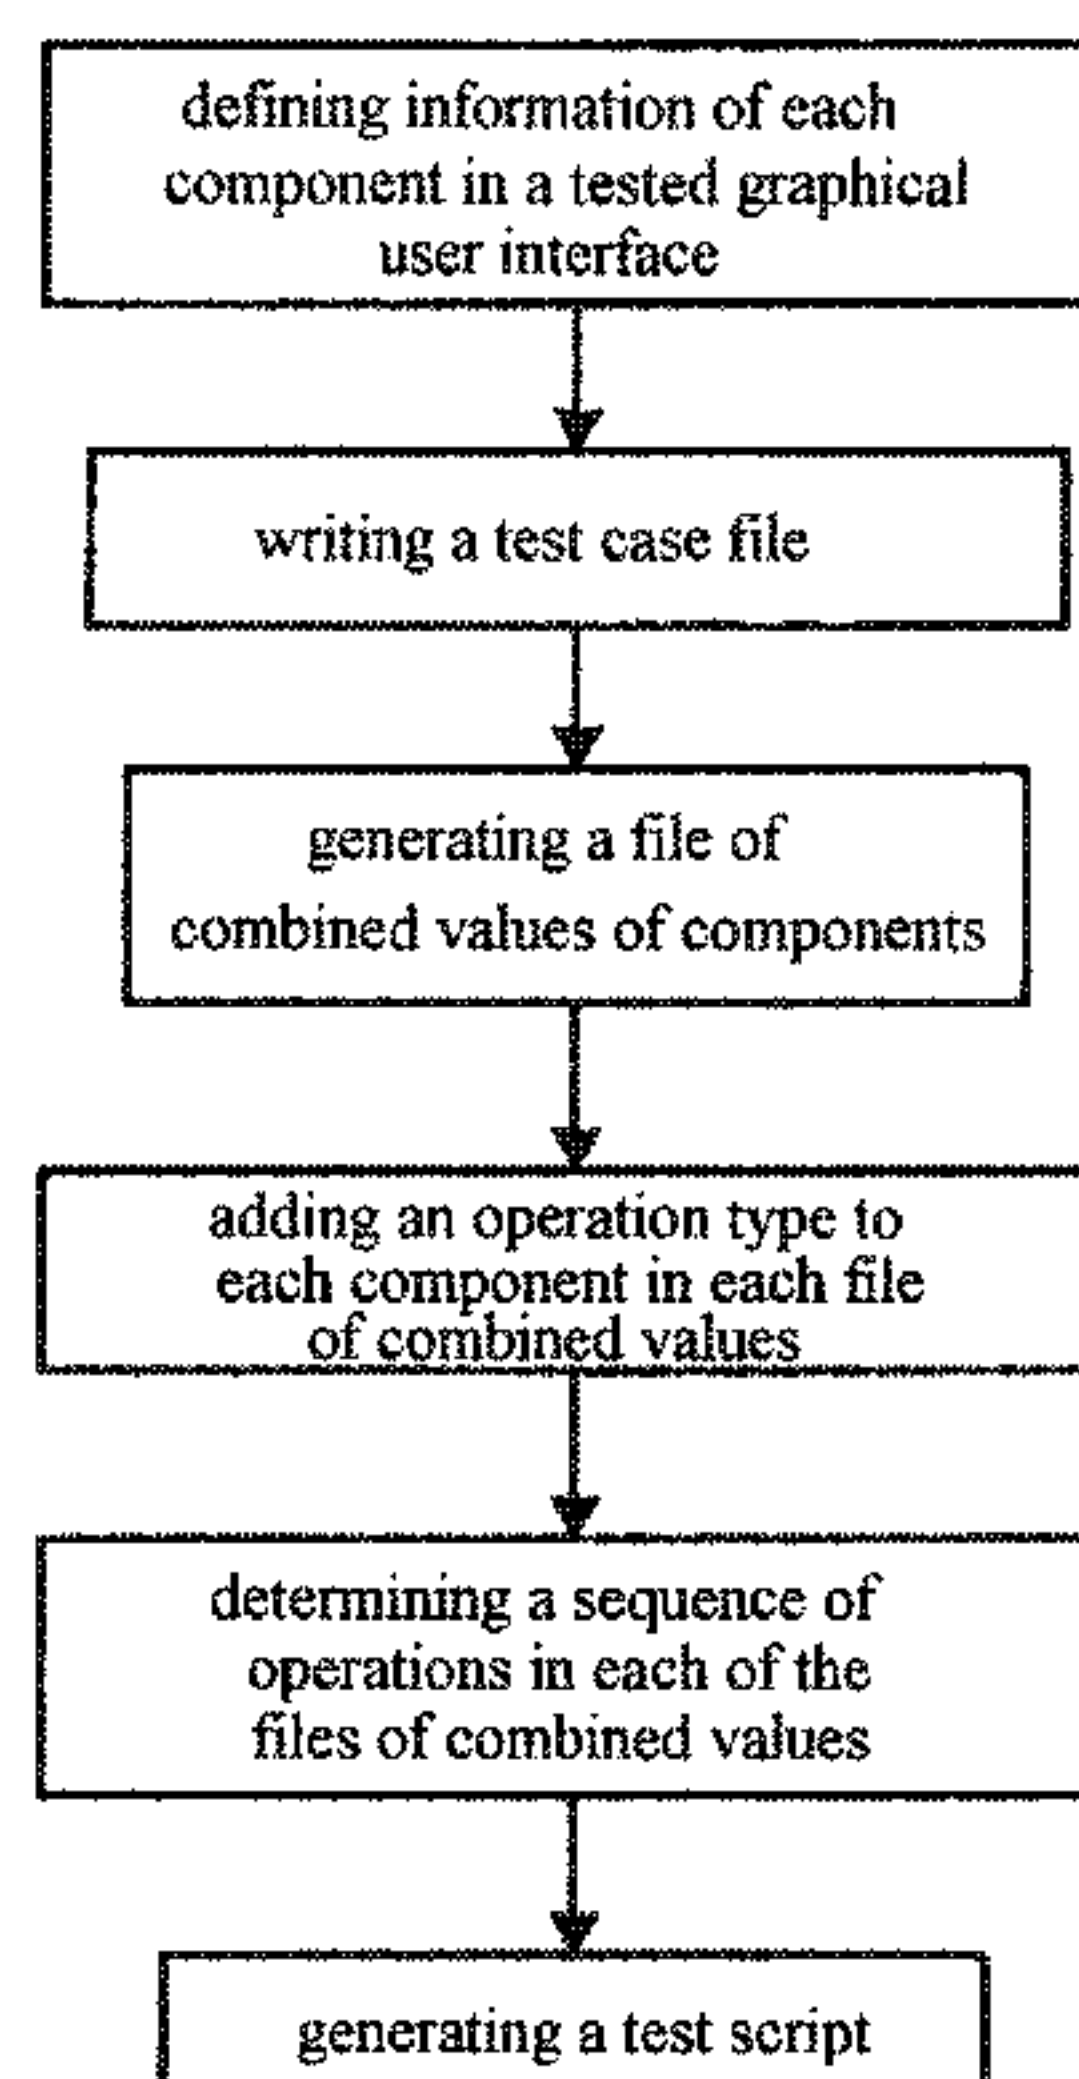 defining information of each
component in a tested graphical
user interface
writing a test case file
generating a file of
combined values of components
adding an operation type to
each component in each file
of combined values
determining a sequence of
operations in each of the
files of combined values
generating a test script